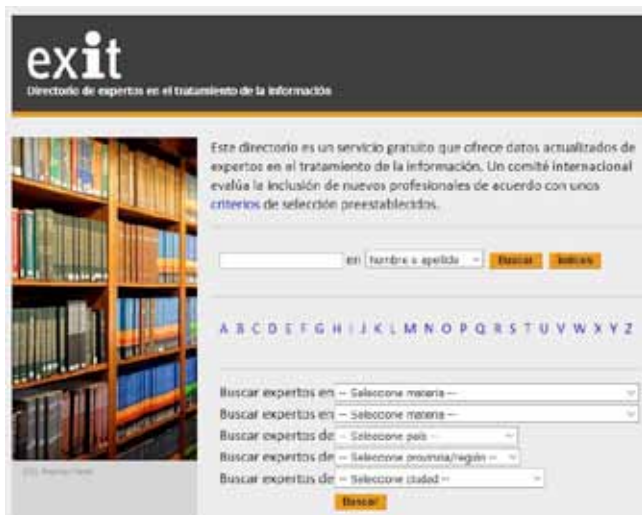 exit
Directorio de expertos en el tratamiento de la información
Este directorio es un servicio gratuito que ofrece datos actualizados de
expertos en el tratamiento de la información. Un comité internacional
evalúa la inclusión de nuevos profesionales de acuerdo con unos
criterios de selección preestablecidos.
en nombre o apellido Buscar Índices
A B C D E F G H I J K L M N O P Q R S T U V W X Y Z
Buscar expertos en -- Seleccione materia --
Buscar expertos en -- Seleccione materia --
Buscar expertos de -- Seleccione país --
Buscar expertos de -- Seleccione provincia/región --
Buscar expertos de -- Seleccione ciudad --
Buscar